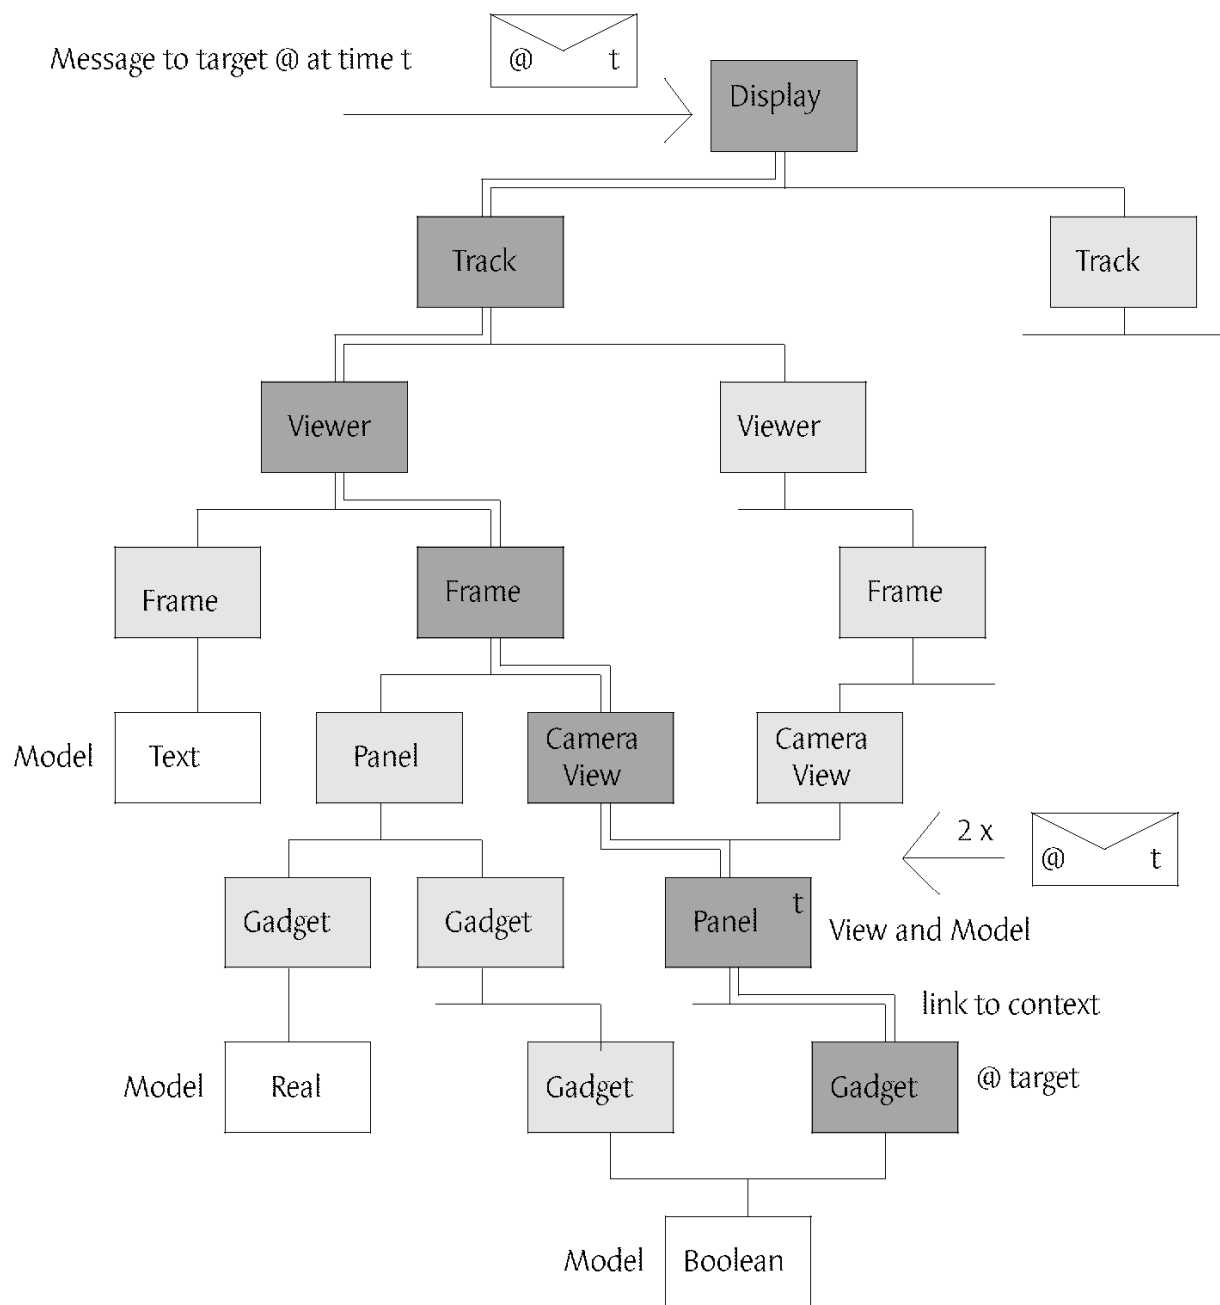 Message to target @ at time t
@ t
Display
Track
Track
Viewer
Viewer
Frame
Frame
Frame
Model
Text
Panel
Camera
View
Camera
View
2 x
@ t
Gadget
Gadget
Panel
t
View and Model
link to context
Model
Real
Gadget
Gadget
@ target
Model
Boolean